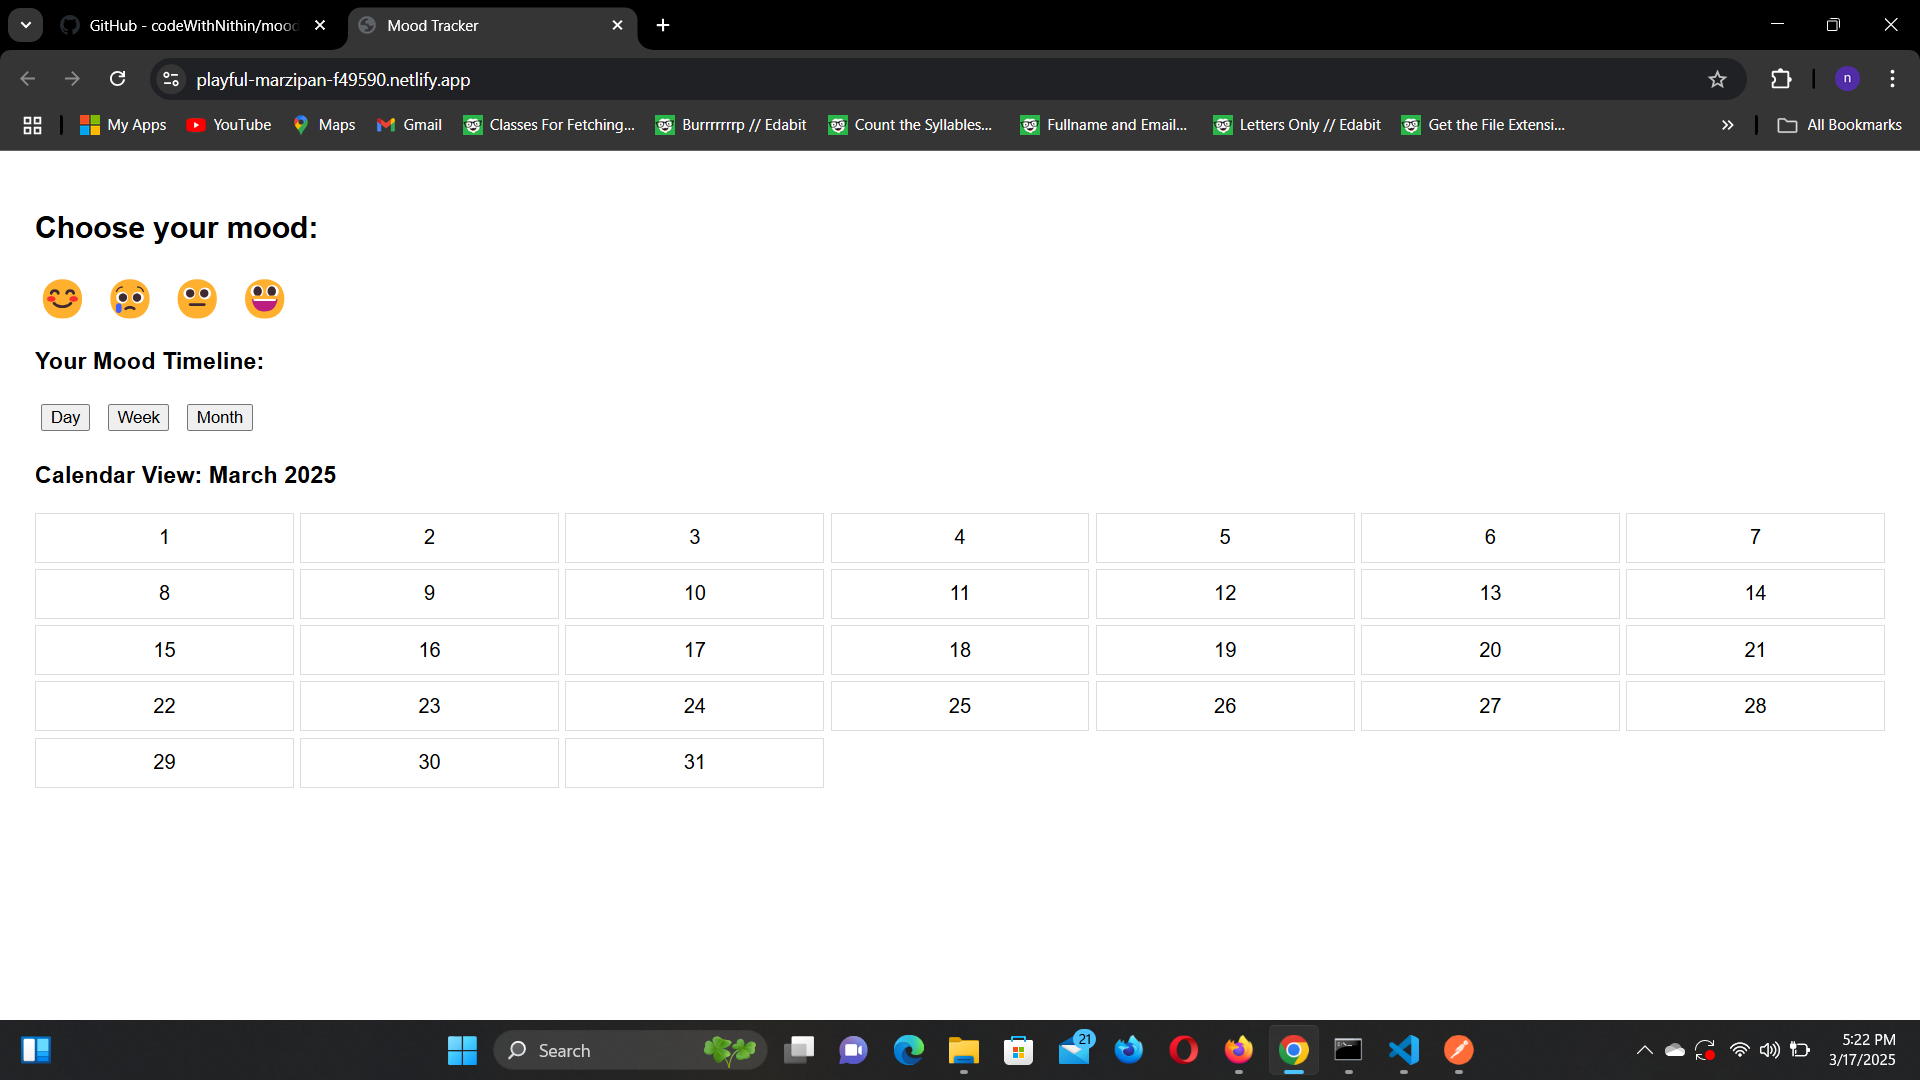 GitHub - codeWithNithin/mood
Mood Tracker
playful-marzipan-f49590.netlify.app
n
My Apps
YouTube
Maps
Gmail
Classes For Fetching...
Burrrrrrrp // Edabit
Count the Syllables...
Fullname and Email...
Letters Only // Edabit
Get the File Extensi...
All Bookmarks
Choose your mood:
Your Mood Timeline:
Day Week Month
Calendar View: March 2025
1 2 3 4 5 6 7
8 9 10 11 12 13 14
15 16 17 18 19 20 21
22 23 24 25 26 27 28
29 30 31
Search
21
5:22 PM
3/17/2025